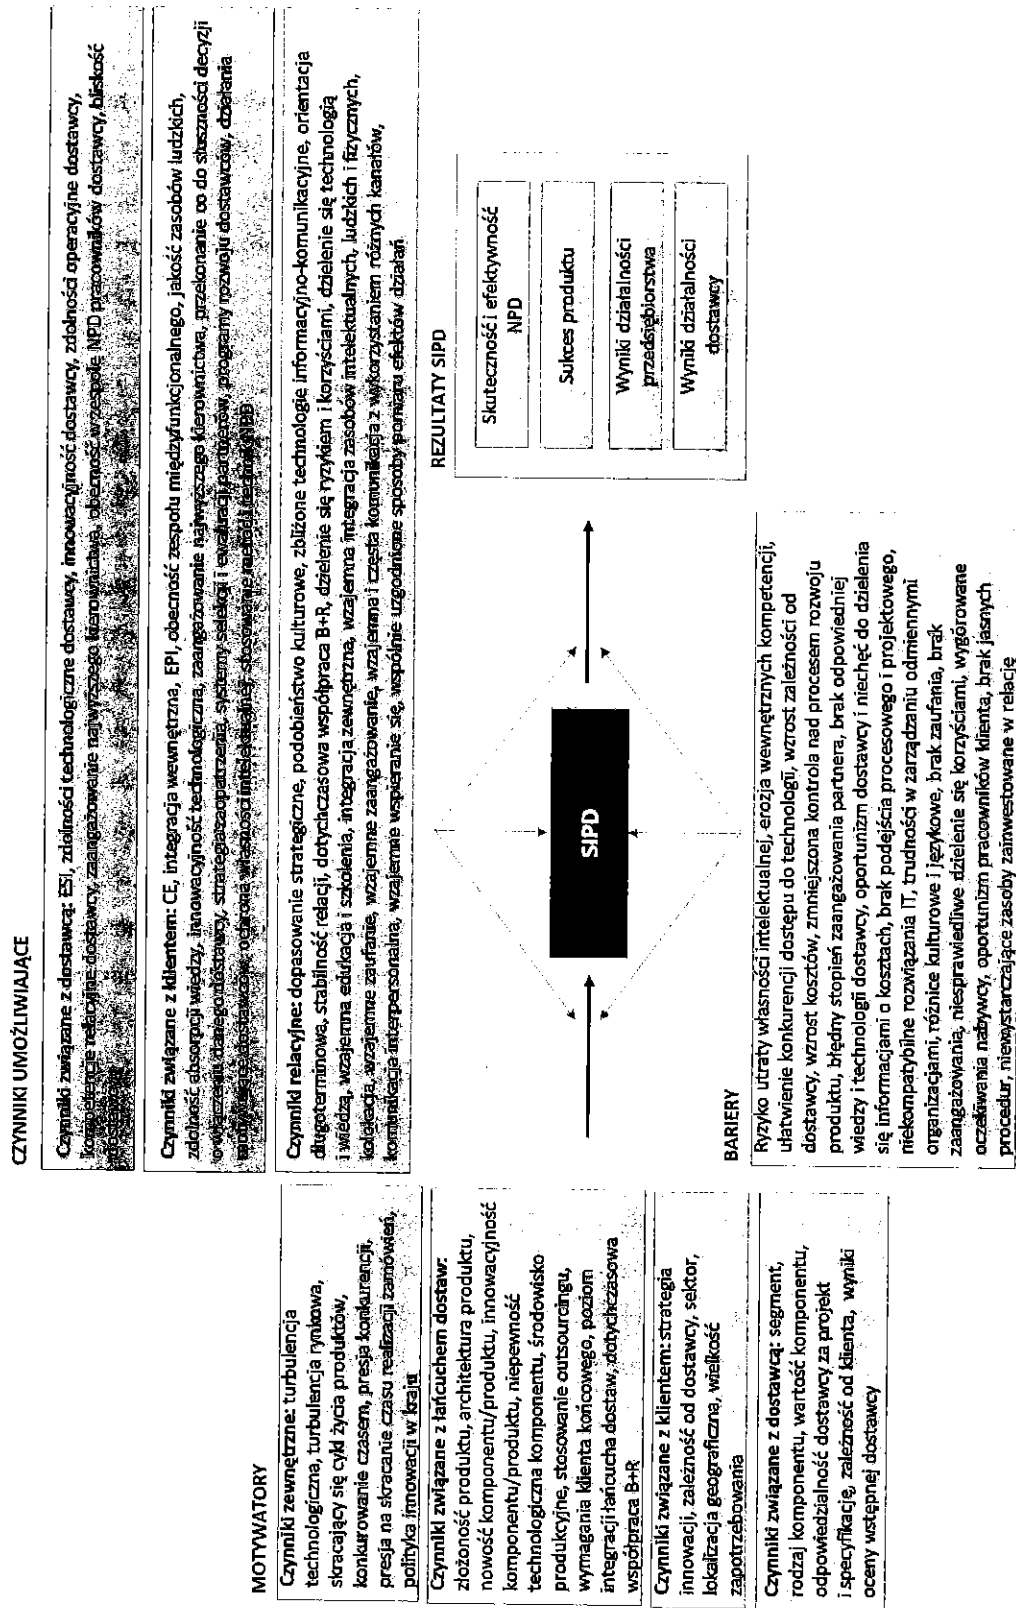 CZYNNIKI UMOŻLIWIAJĄCE
Czynniki związane z dostawcą: ESI, zdolności technologiczne dostawcy, innowacyjność dostawcy, zdolności operacyjne dostawcy,
kompetencje relacyjne dostawcy, zaangażowanie najwyższego kierownictwa, obecność w zespole NPD pracowników dostawcy, bliskość
Czynniki związane z klientem: CE, integracja wewnętrzna, EPI, obecność zespołu międzyfunkcjonalnego, jakość zasobów ludzkich,
zdolność absorpcji wiedzy, innowacyjność technologiczna, zaangażowanie najwyższego kierownictwa, przekonanie co do słuszności decyzji
o włączeniu danego dostawcy, strategia zaopatrzenia, systemy selekcji i ewaluacji partnerów, programy rozwoju dostawców, działania
motywujące dostawców, ochrona własności intelektualnej, stosowanie metod i technik NPD
Czynniki relacyjne: dopasowanie strategiczne, podobieństwo kulturowe, zbliżone technologie informacyjno-komunikacyjne, orientacja
długoterminowa, stabilność relacji, dotychczasowa współpraca B+R, dzielenie się ryzykiem i korzyściami, dzielenie się technologią
i wiedzą, wzajemna edukacja i szkolenia, integracja zewnętrzna, wzajemna integracja zasobów intelektualnych, ludzkich i fizycznych,
kolokacja, wzajemne zaufanie, wzajemne zaangażowanie, wzajemna i częsta komunikacja z wykorzystaniem różnych kanałów,
komunikacja interpersonalna, wzajemne wspieranie się, wspólnie uzgodnione sposoby pomiaru efektów działań
MOTYWATORY
Czynniki zewnętrzne: turbulencja
technologiczna, turbulencja rynkowa,
skracający się cykl życia produktów,
konkurowanie czasem, presja konkurencji,
presja na skracanie czasu realizacji zamówień,
polityka innowacji w kraju
Czynniki związane z łańcuchem dostaw:
złożoność produktu, architektura produktu,
nowość komponentu/produktu, innowacyjność
komponentu/produktu, niepewność
technologiczna komponentu, środowisko
produkcyjne, stosowanie outsourcingu,
wymagania klienta końcowego, poziom
integracji łańcucha dostaw, dotychczasowa
współpraca B+R
Czynniki związane z klientem: strategia
innowacji, zależność od dostawcy, sektor,
lokalizacja geograficzna, wielkość
zapotrzebowania
Czynniki związane z dostawcą: segment,
rodzaj komponentu, wartość komponentu,
odpowiedzialność dostawcy za projekt
i specyfikację, zależność od klienta, wyniki
oceny wstępnej dostawcy
SIPD
REZULTATY SIPD
Skuteczność i efektywność
NPD
Sukces produktu
Wyniki działalności
przedsiębiorstwa
Wyniki działalności
dostawcy
BARIERY
Ryzyko utraty własności intelektualnej, erozja wewnętrznych kompetencji,
ułatwienie konkurencji dostępu do technologii, wzrost zależności od
dostawcy, wzrost kosztów, zmniejszona kontrola nad procesem rozwoju
produktu, błędny stopień zaangażowania partnera, brak odpowiedniej
wiedzy i technologii dostawcy, oportunizm dostawcy i niechęć do dzielenia
się informacjami o kosztach, brak podejścia procesowego i projektowego,
niekompatybilne rozwiązania IT, trudności w zarządzaniu odmiennymi
organizacjami, różnice kulturowe i językowe, brak zaufania, brak
zaangażowania, niesprawiedliwe dzielenie się korzyściami, wygórowane
oczekiwania nabywcy, oportunizm pracowników klienta, brak jasnych
procedur, niewystarczające zasoby zainwestowane w relację